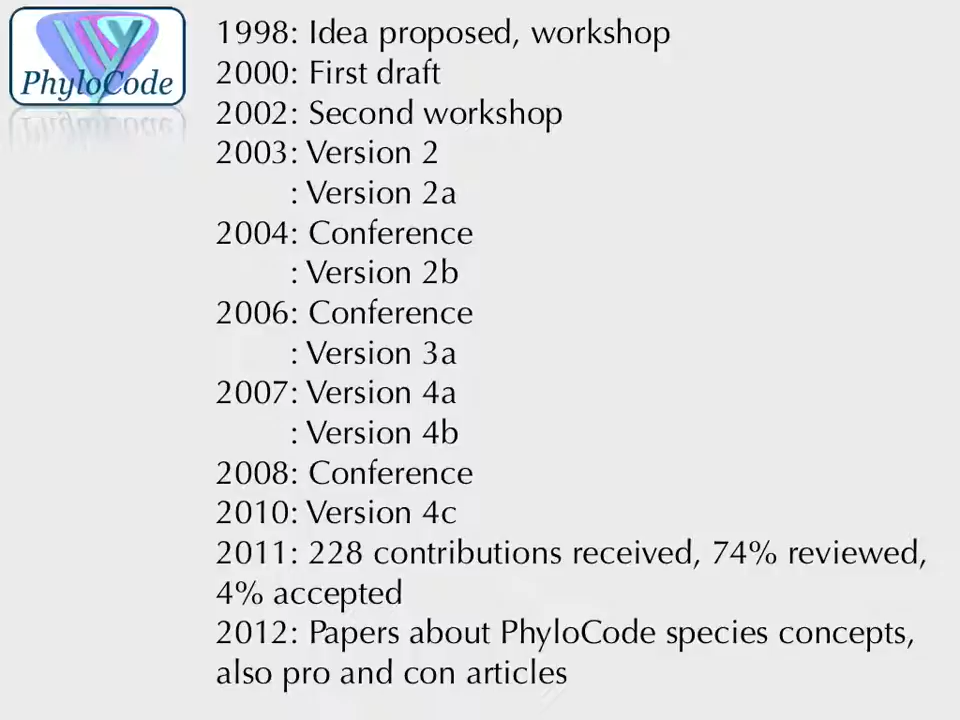 PhyloCode
1998: Idea proposed, workshop
2000: First draft
2002: Second workshop
2003: Version 2
: Version 2a
2004: Conference
: Version 2b
2006: Conference
: Version 3a
2007: Version 4a
: Version 4b
2008: Conference
2010: Version 4c
2011: 228 contributions received, 74% reviewed,
4% accepted
2012: Papers about PhyloCode species concepts,
also pro and con articles